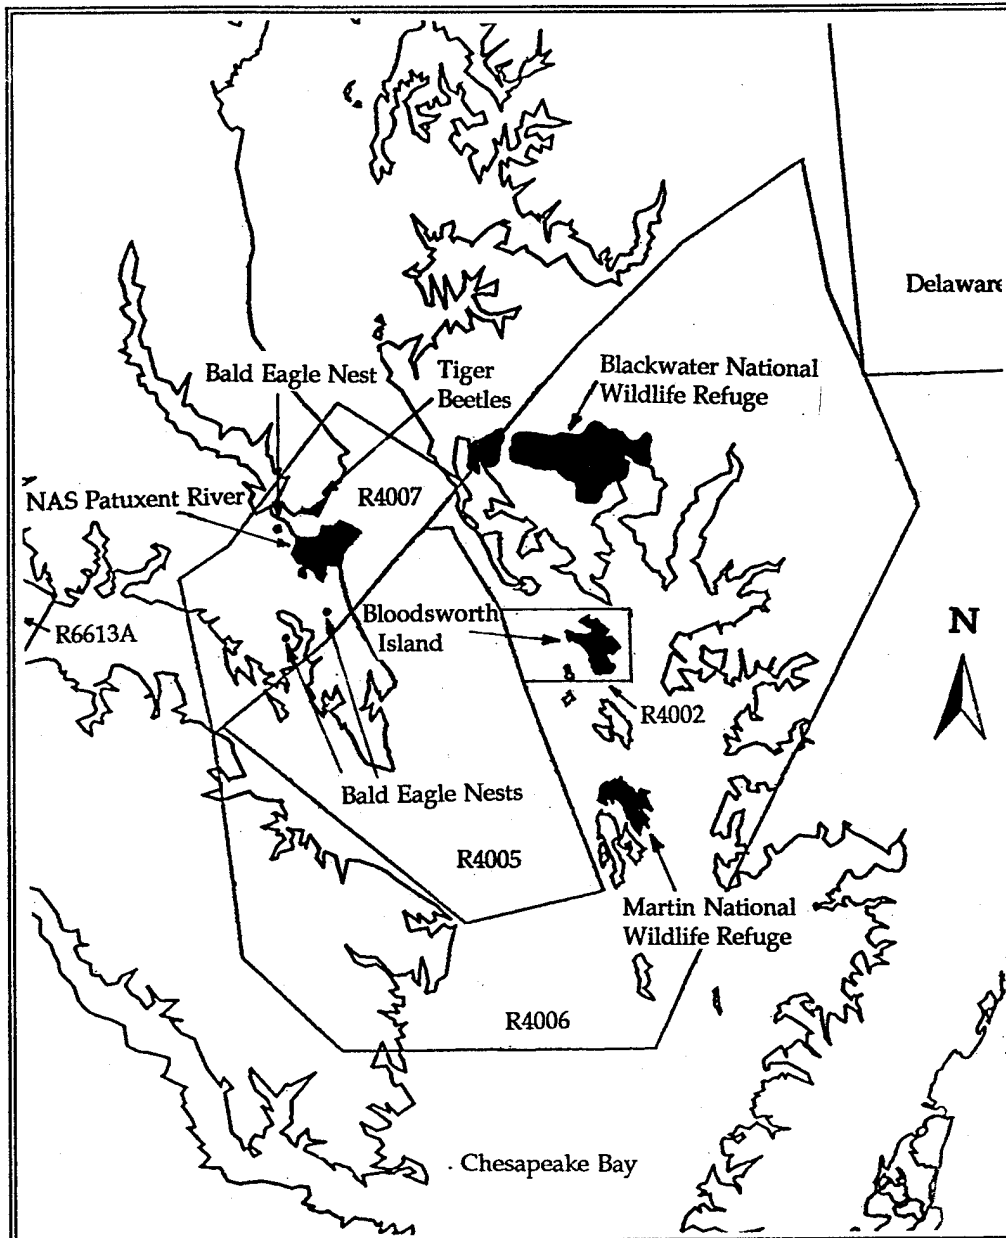 Delaware
Blackwater National
Wildlife Refuge
Bald Eagle Nest
Tiger
Beetles
NAS Patuxent River
R4007
Bloodsworth
Island
R6613A
N
R4002
Bald Eagle Nests
R4005
Martin National
Wildlife Refuge
R4006
Chesapeake Bay